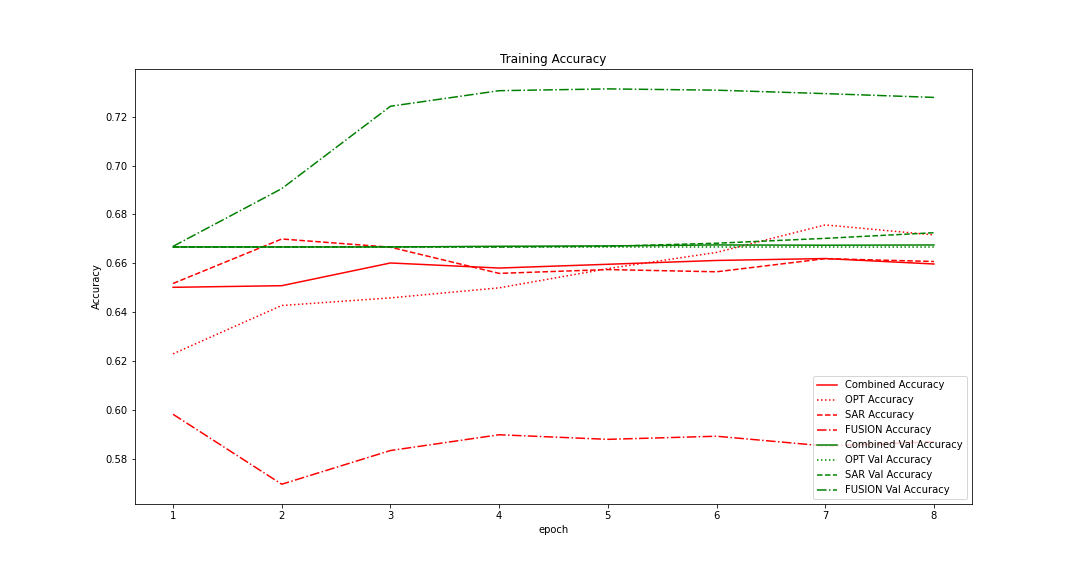 Training Accuracy
Accuracy
0.72
0.70
0.68
0.66
0.64
0.62
0.60
0.58
Combined Accuracy
OPT Accuracy
SAR Accuracy
FUSION Accuracy
Combined Val Accuracy
OPT Val Accuracy
SAR Val Accuracy
FUSION Val Accuracy
1 2 3 4 5 6 7 8
epoch